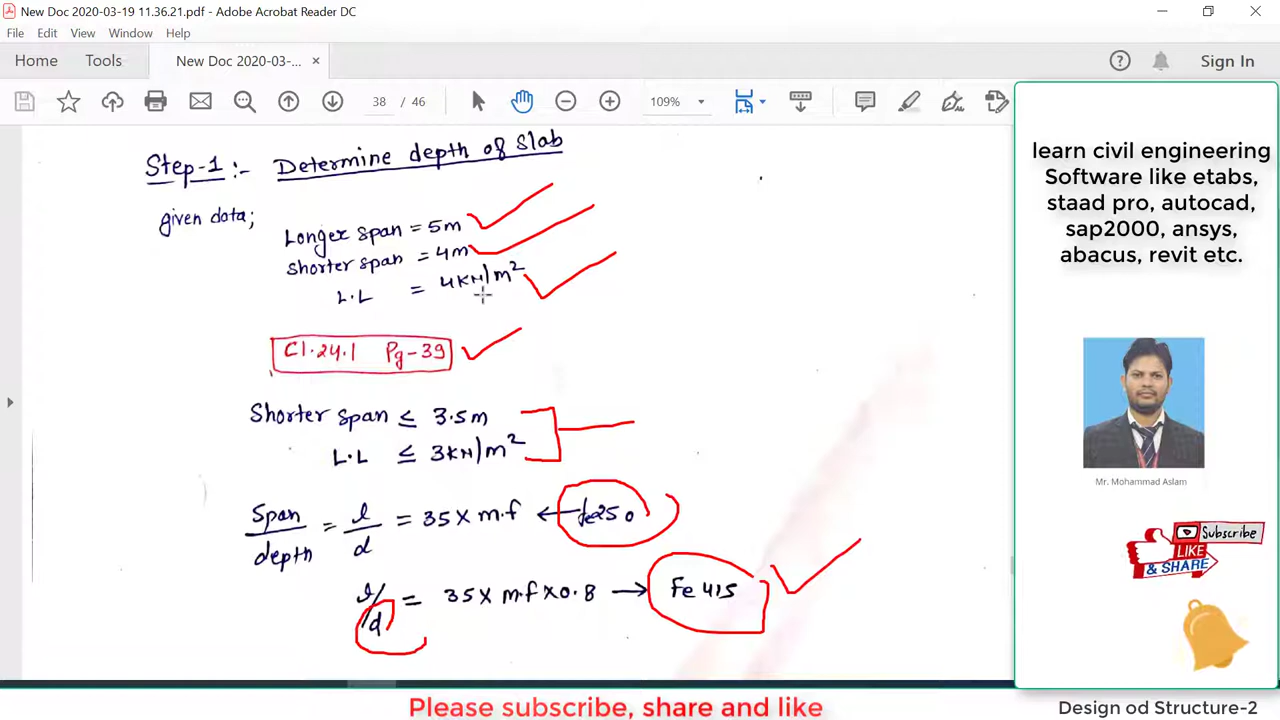 New Doc 2020-03-19 11.36.21.pdf - Adobe Acrobat Reader DC
File Edit View Window Help
Home Tools New Doc 2020-03-... × Sign In
38 / 46 109%
Step-1:- Determine depth of Slab
given data;
Longer span = 5m
shorter span = 4m
L.L = 4KN/m²
Cl.24.1 Pg-39
Shorter span ≤ 3.5m
L.L ≤ 3KN/m²
Span/depth = l/d = 35 x m.f ← fe250
l/d = 35 x m.f x 0.8 → Fe 415
learn civil engineering
Software like etabs,
staad pro, autocad,
sap2000, ansys,
abacus, revit etc.
Mr. Mohammad Aslam
Subscribe
LIKE
& SHARE
Please subscribe, share and like
Design od Structure-2